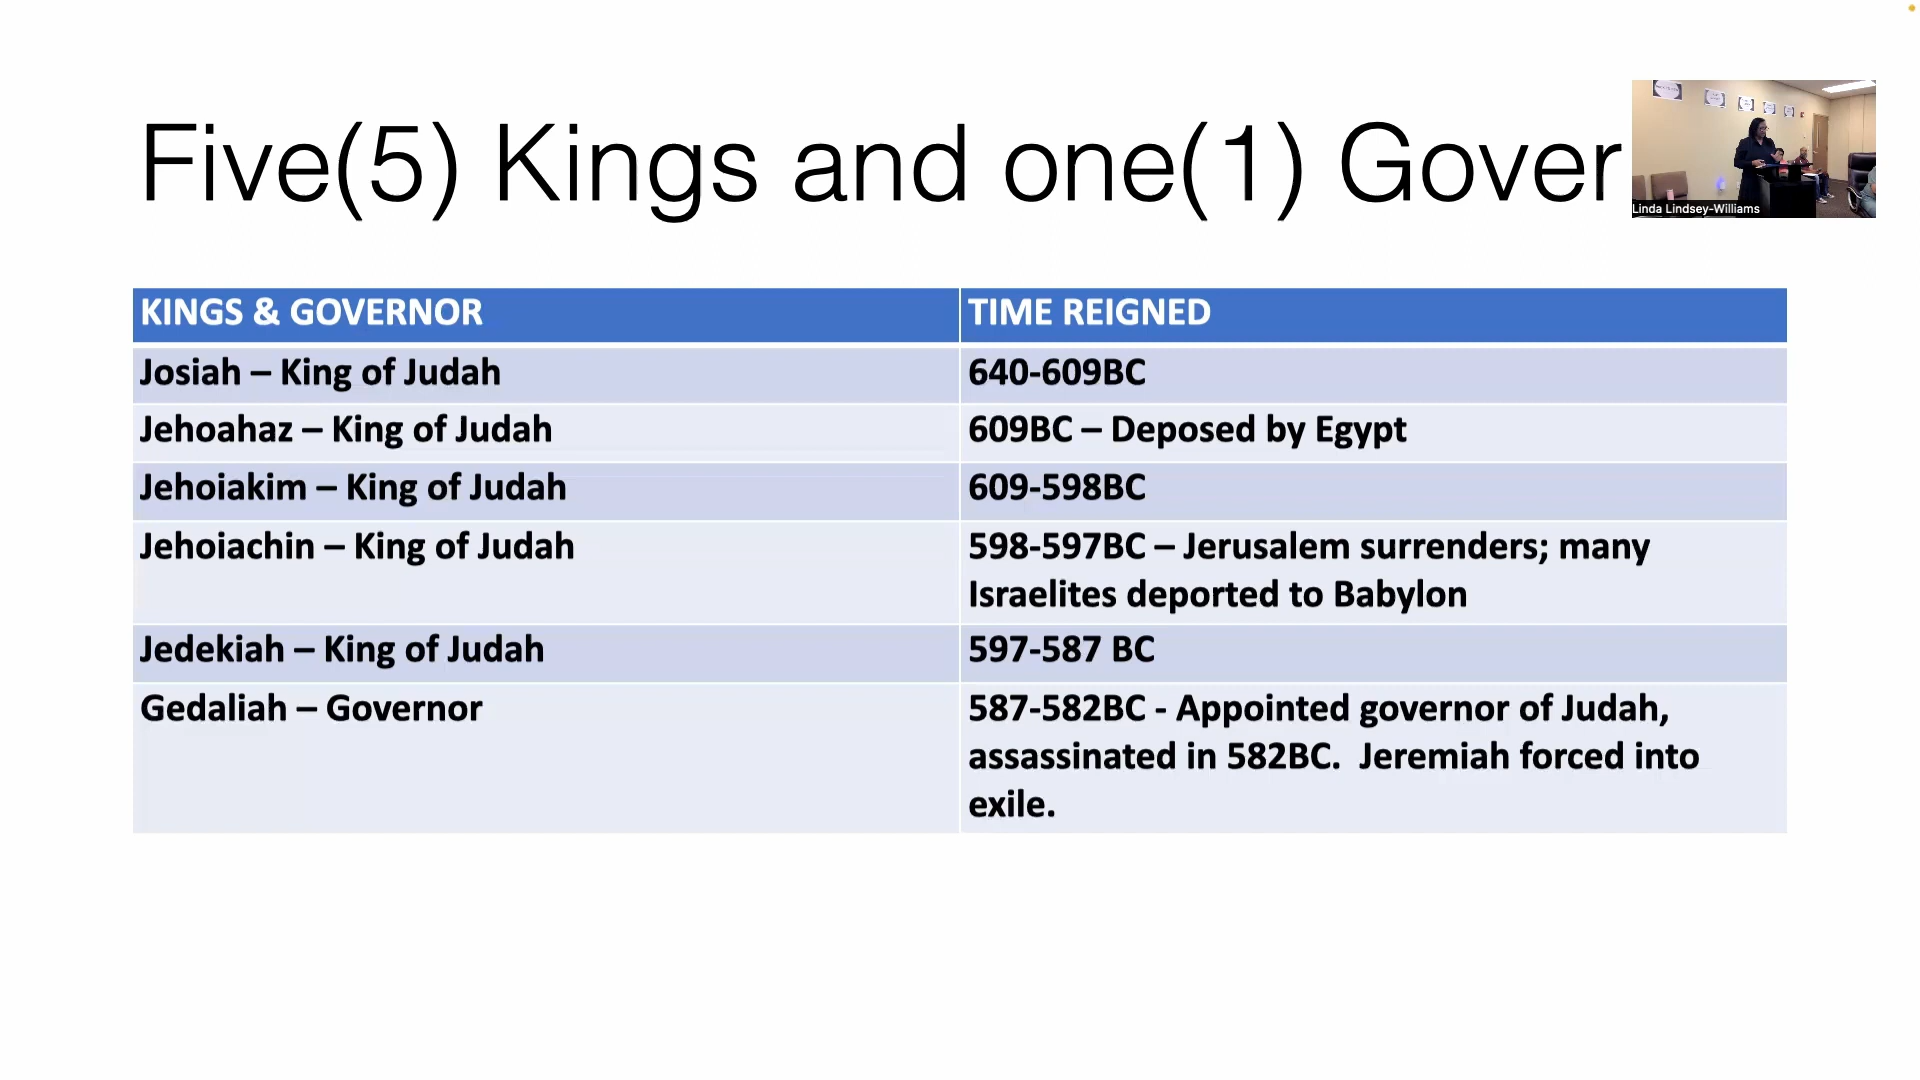 Five(5) Kings and one(1) Gover
Linda Lindsey-Williams
KINGS & GOVERNOR
TIME REIGNED
Josiah – King of Judah
640-609BC
Jehoahaz – King of Judah
609BC – Deposed by Egypt
Jehoiakim – King of Judah
609-598BC
Jehoiachin – King of Judah
598-597BC – Jerusalem surrenders; many
Israelites deported to Babylon
Jedekiah – King of Judah
597-587 BC
Gedaliah – Governor
587-582BC - Appointed governor of Judah,
assassinated in 582BC.  Jeremiah forced into
exile.